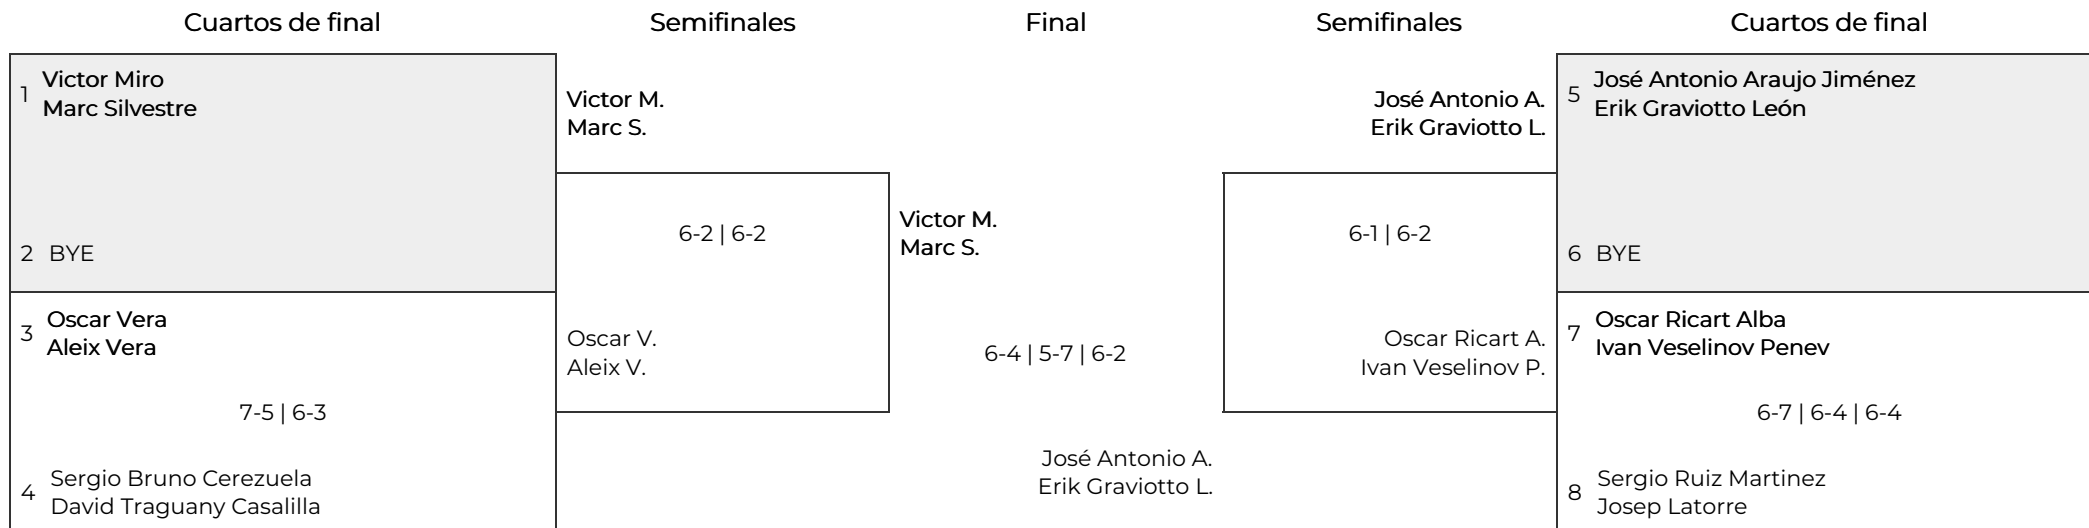 Cuartos de final
Semifinales
Final
Semifinales
Cuartos de final
1
Victor Miro
Marc Silvestre
2 BYE
3
Oscar Vera
Aleix Vera
7-5 | 6-3
4
Sergio Bruno Cerezuela
David Traguany Casalilla
Victor M.
Marc S.
6-2 | 6-2
Oscar V.
Aleix V.
Victor M.
Marc S.
6-4 | 5-7 | 6-2
José Antonio A.
Erik Graviotto L.
José Antonio A.
Erik Graviotto L.
6-1 | 6-2
Oscar Ricart A.
Ivan Veselinov P.
5
José Antonio Araujo Jiménez
Erik Graviotto León
6 BYE
7
Oscar Ricart Alba
Ivan Veselinov Penev
6-7 | 6-4 | 6-4
8
Sergio Ruiz Martinez
Josep Latorre